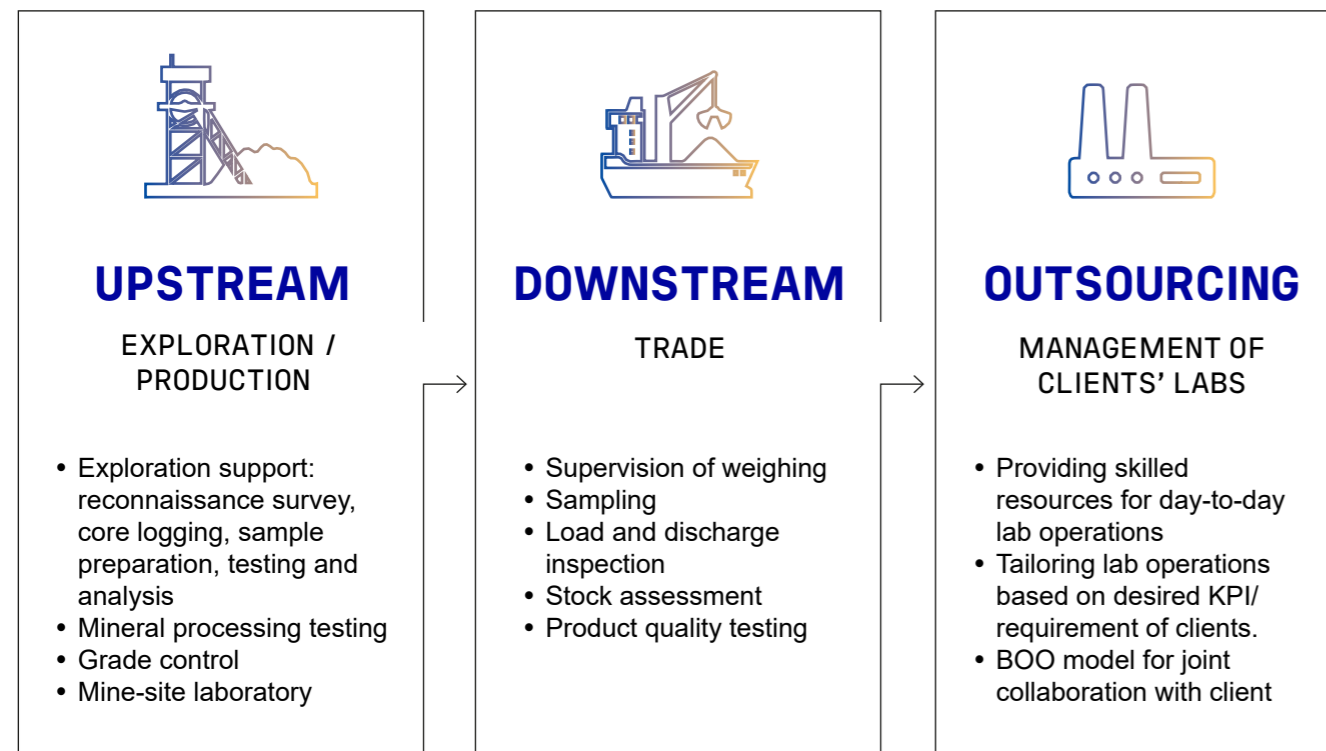 UPSTREAM
EXPLORATION /
PRODUCTION
• Exploration support:
reconnaissance survey,
core logging, sample
preparation, testing and
analysis
• Mineral processing testing
• Grade control
• Mine-site laboratory
DOWNSTREAM
TRADE
• Supervision of weighing
• Sampling
• Load and discharge
inspection
• Stock assessment
• Product quality testing
OUTSOURCING
MANAGEMENT OF
CLIENTS’ LABS
• Providing skilled
resources for day-to-day
lab operations
• Tailoring lab operations
based on desired KPI/
requirement of clients.
• BOO model for joint
collaboration with client